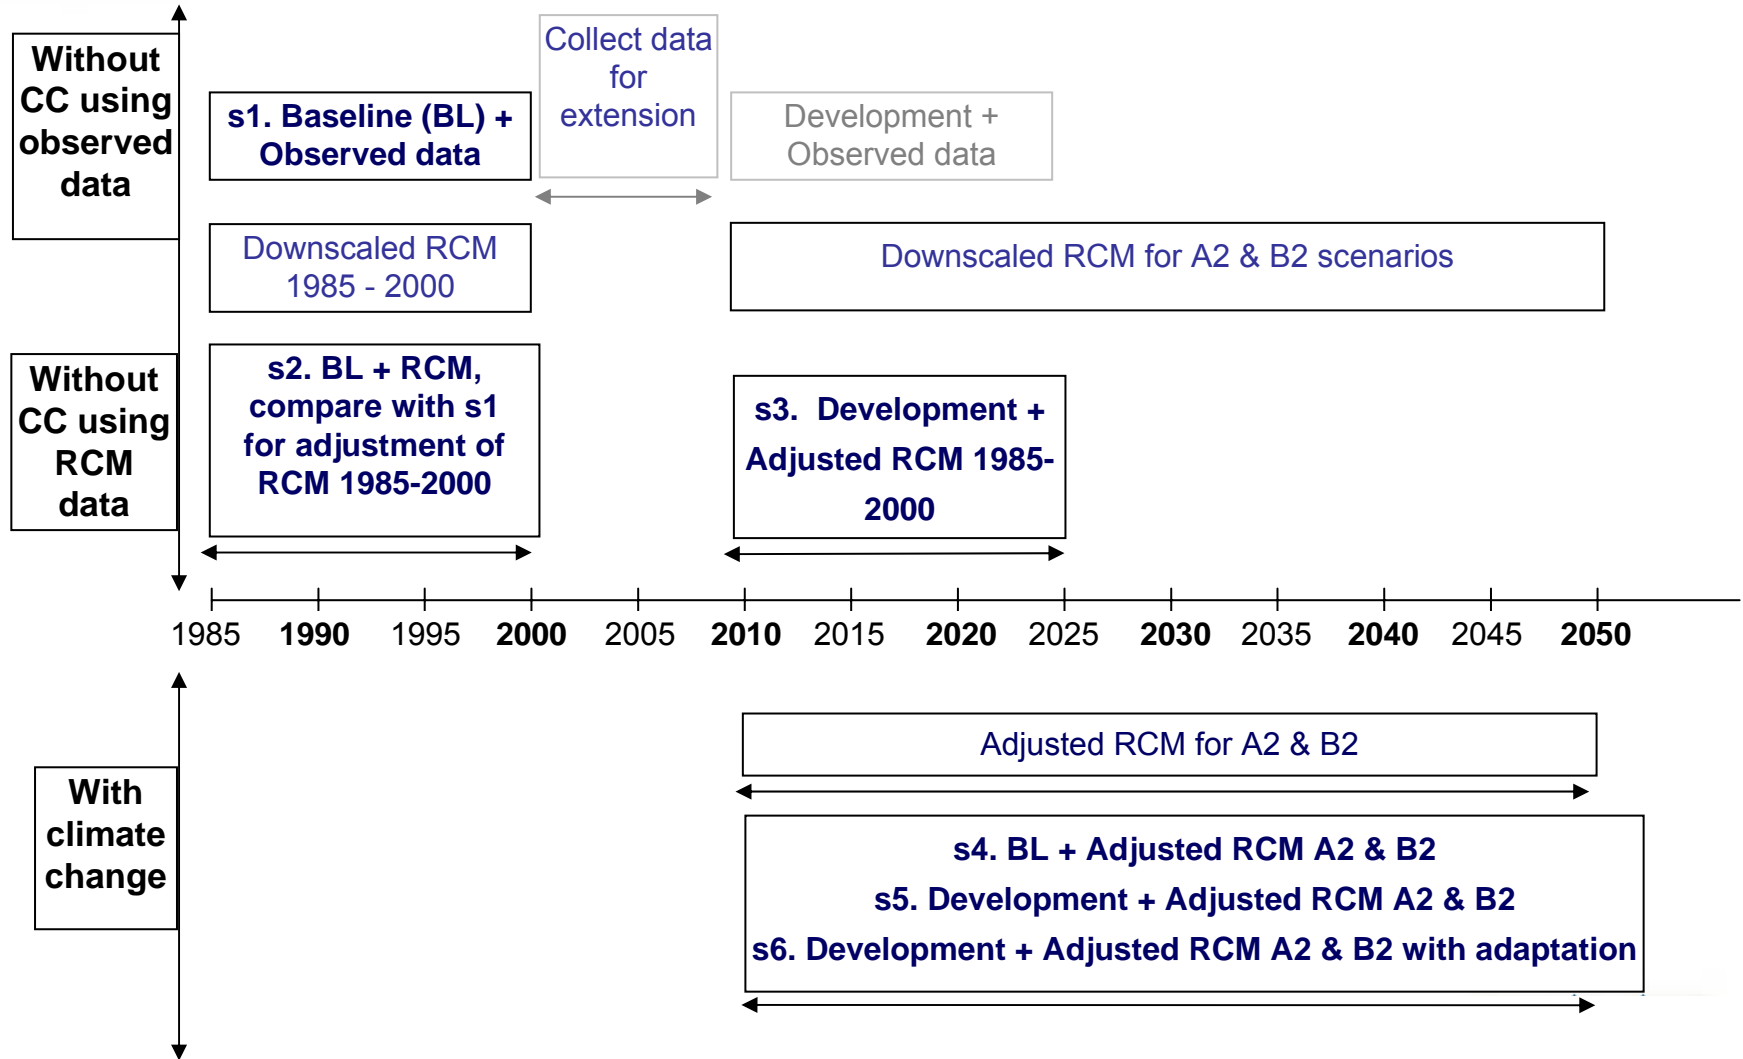 Without
CC using
observed
data
s1. Baseline (BL) +
Observed data
Collect data
for
extension
Development +
Observed data
Downscaled RCM
1985 - 2000
Downscaled RCM for A2 & B2 scenarios
Without
CC using
RCM
data
s2. BL + RCM,
compare with s1
for adjustment of
RCM 1985-2000
s3. Development +
Adjusted RCM 1985-
2000
1985 1990 1995 2000 2005 2010 2015 2020 2025 2030 2035 2040 2045 2050
With
climate
change
Adjusted RCM for A2 & B2
s4. BL + Adjusted RCM A2 & B2
s5. Development + Adjusted RCM A2 & B2
s6. Development + Adjusted RCM A2 & B2 with adaptation